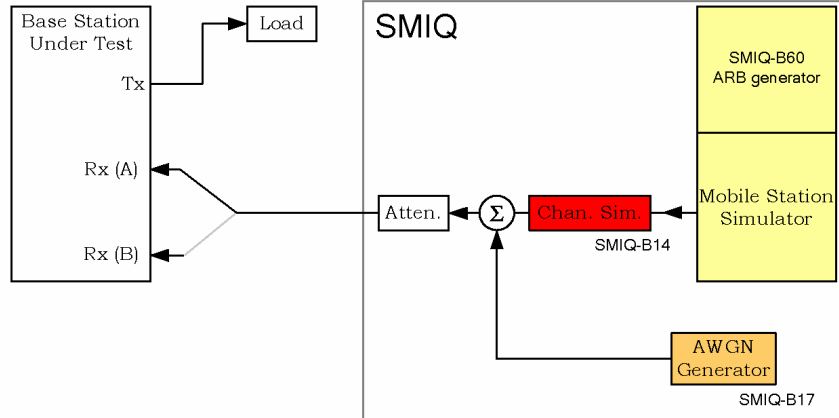 Base Station
Under Test
Tx
Rx (A)
Rx (B)
Load
SMIQ
SMIQ-B60
ARB generator
Mobile Station
Simulator
Atten.
Σ
Chan. Sim.
SMIQ-B14
AWGN
Generator
SMIQ-B17